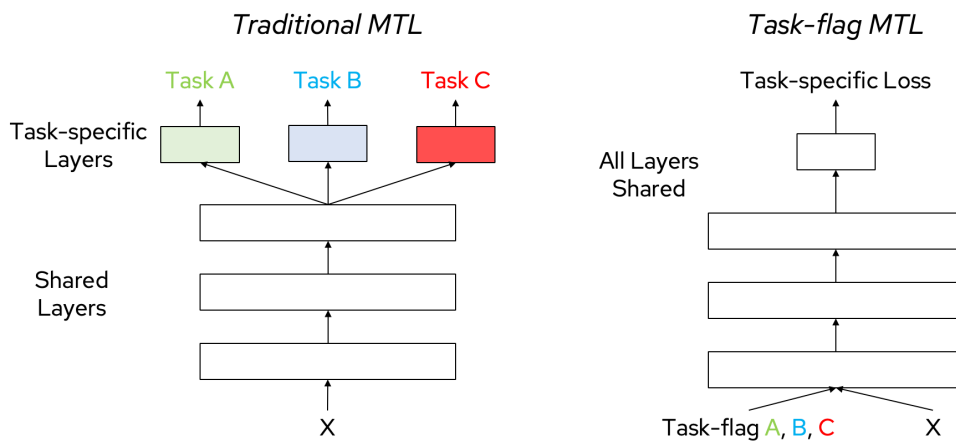 Traditional MTL
Task A
Task B
Task C
Task-specific
Layers
Shared
Layers
X
Task-flag MTL
Task-specific Loss
All Layers
Shared
Task-flag A, B, C
X